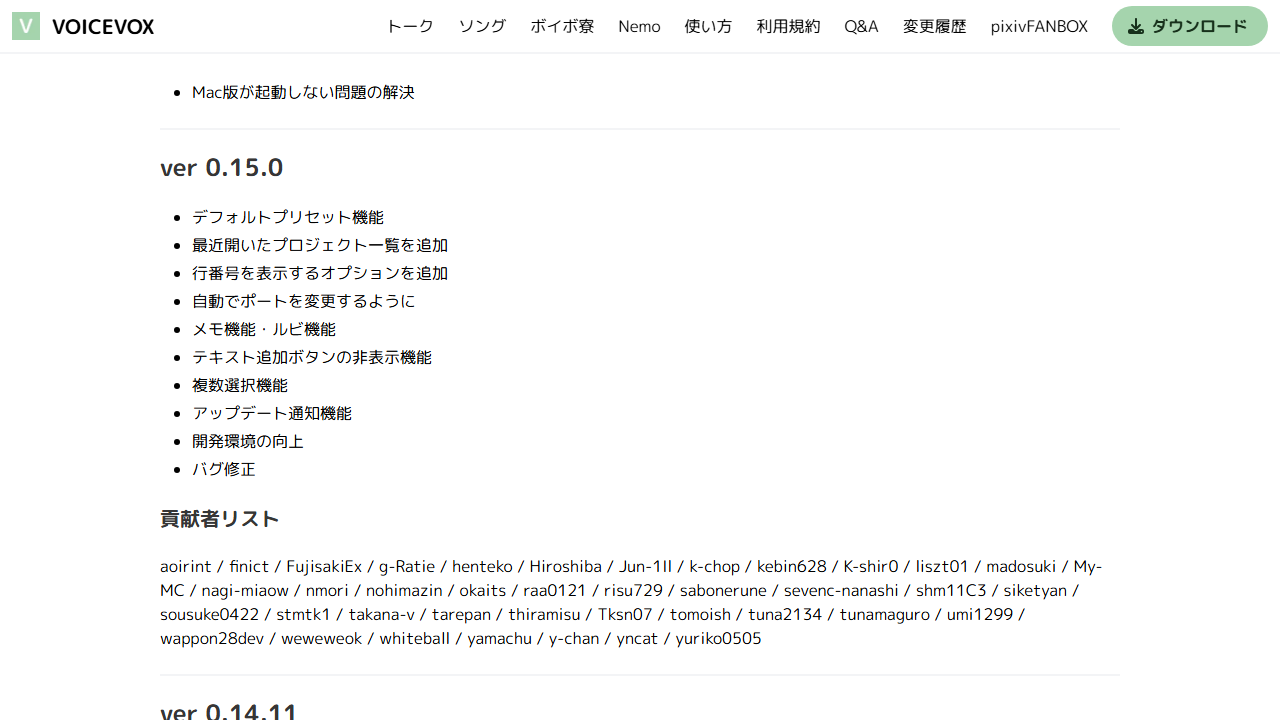 VOICEVOX トーク ソング ボイボ寮 Nemo 使い方 利用規約 Q&A 変更履歴 pixivFANBOX ダウンロード
Mac版が起動しない問題の解決
ver 0.15.0
デフォルトプリセット機能
最近開いたプロジェクト一覧を追加
行番号を表示するオプションを追加
自動でポートを変更するように
メモ機能・ルビ機能
テキスト追加ボタンの非表示機能
複数選択機能
アップデート通知機能
開発環境の向上
バグ修正
貢献者リスト
aoirint / finict / FujisakiEx / g-Ratie / henteko / Hiroshiba / Jun-1ll / k-chop / kebin628 / K-shir0 / liszt01 / madosuki / My-
MC / nagi-miaow / nmori / nohimazin / okaits / raa0121 / risu729 / sabonerune / sevenc-nanashi / shm11C3 / siketyan /
sousuke0422 / stmtk1 / takana-v / tarepan / thiramisu / Tksn07 / tomoish / tuna2134 / tunamaguro / umi1299 /
wappon28dev / weweweok / whiteball / yamachu / y-chan / yncat / yuriko0505
ver 0.14.11